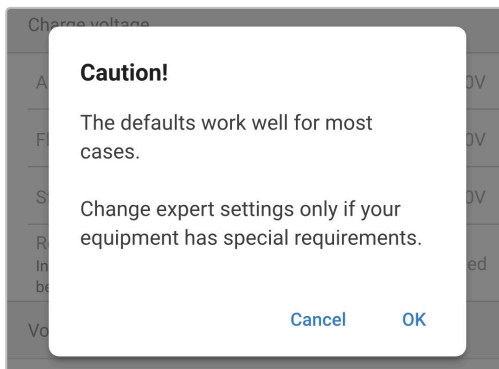 Charge voltage
Caution!
The defaults work well for most
cases.
Change expert settings only if your
equipment has special requirements.
Cancel
OK